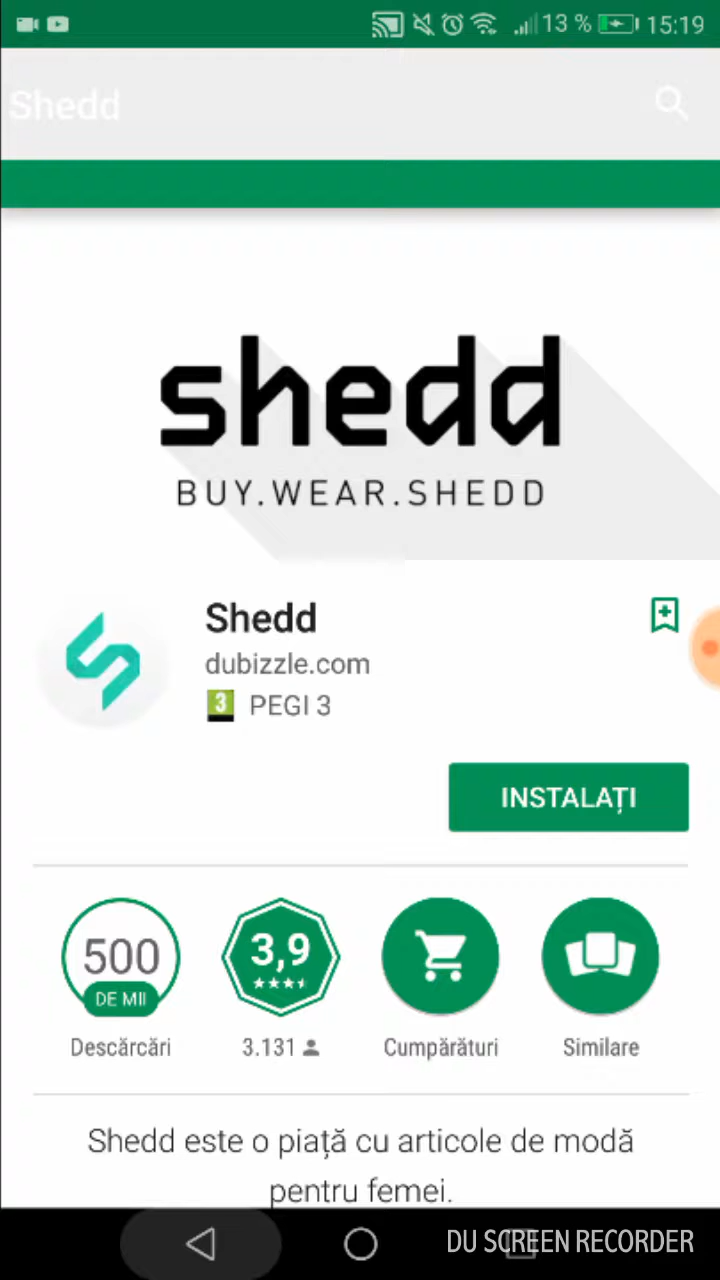 13 % 15:19
Shedd
shedd
BUY.WEAR.SHEDD
Shedd
dubizzle.com
3 PEGI 3
INSTALAȚI
500 3,9
DE MII
Descărcări 3.131 Cumpărături Similare
Shedd este o piață cu articole de modă
pentru femei.
DU SCREEN RECORDER